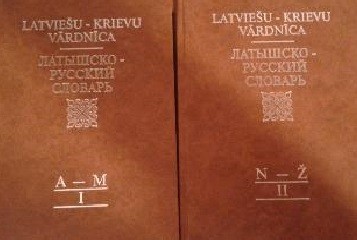 LATVIEŠU - KRIEVU
VĀRDNĪCA
ЛАТЫШСКО -
РУССКИЙ
СЛОВАРЬ
A – M
I
LATVIEŠU - KRIEVU
VĀRDNĪCA
ЛАТЫШСКО -
РУССКИЙ
СЛОВАРЬ
N – Ž
II